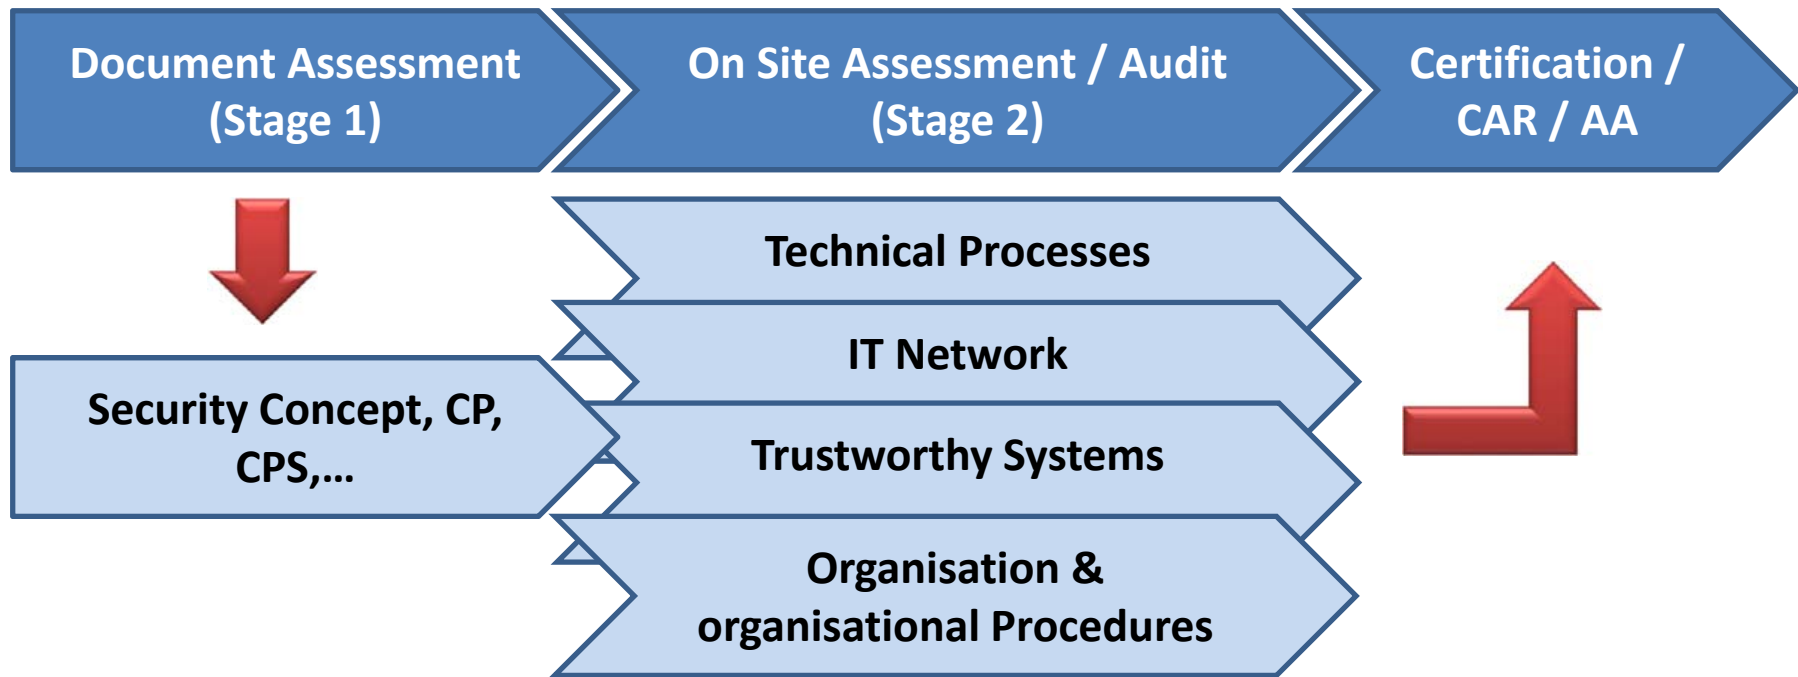 Document Assessment
(Stage 1)
On Site Assessment / Audit
(Stage 2)
Certification /
CAR / AA
Security Concept, CP,
CPS,...
Technical Processes
IT Network
Trustworthy Systems
Organisation &
organisational Procedures